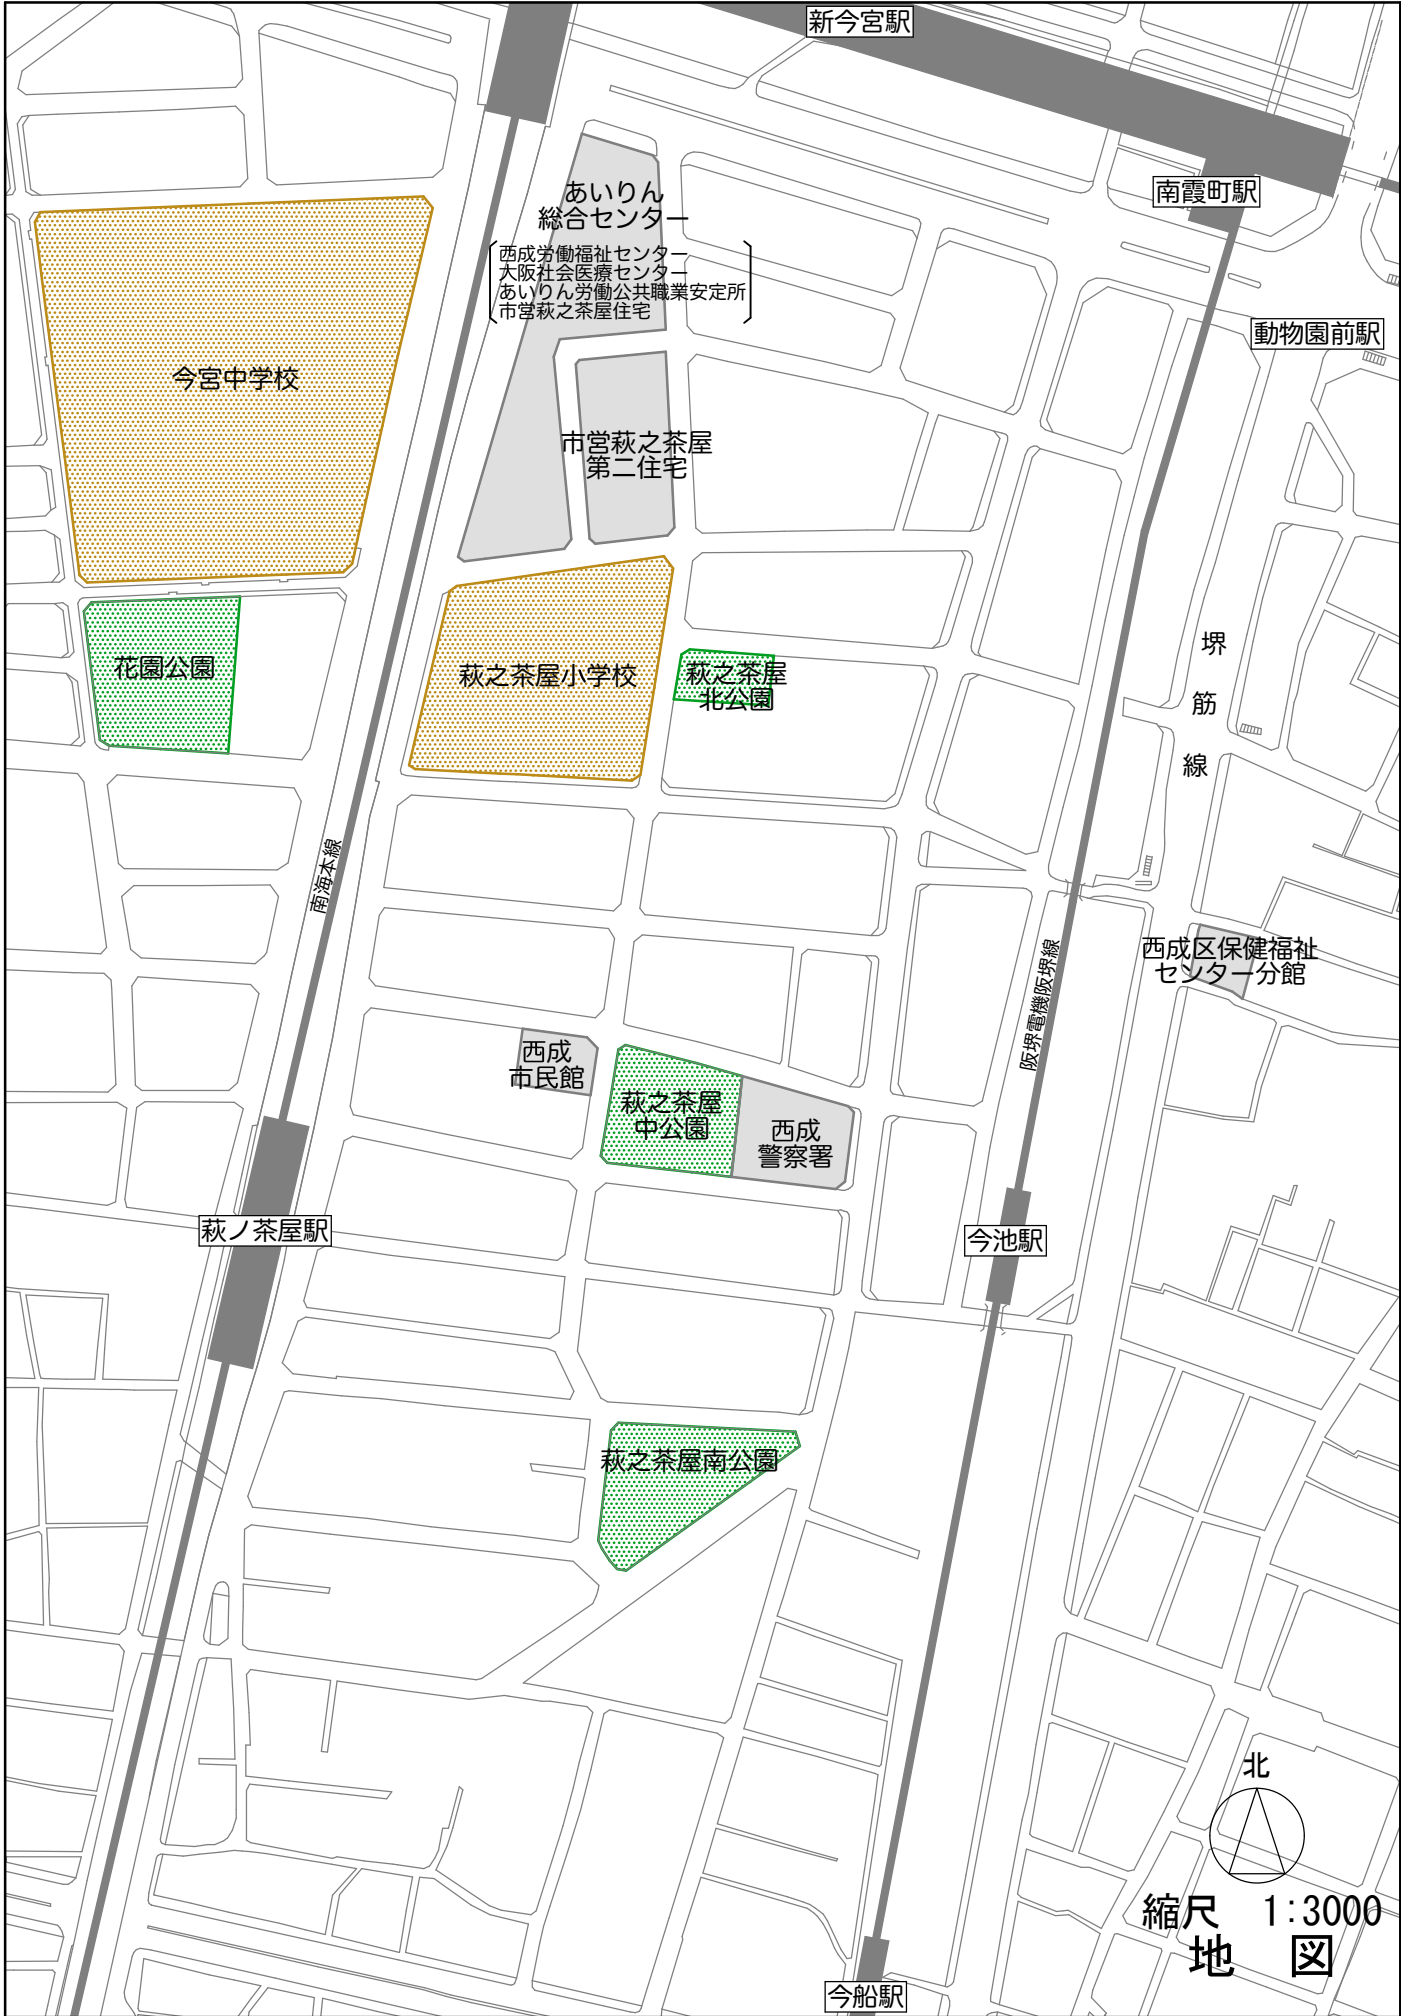 新今宮駅
南霞町駅
あいりん
総合センター
西成労働福祉センター
大阪社会医療センター
あいりん労働公共職業安定所
市営萩之茶屋住宅
動物園前駅
今宮中学校
市営萩之茶屋
第二住宅
堺
筋
線
花園公園
萩之茶屋小学校
萩之茶屋
北公園
南海本線
阪堺電機阪堺線
西成区保健福祉
センター分館
西成
市民館
萩之茶屋
中公園
西成
警察署
萩ノ茶屋駅
今池駅
萩之茶屋南公園
北
縮尺 1:3000
地 図
今船駅